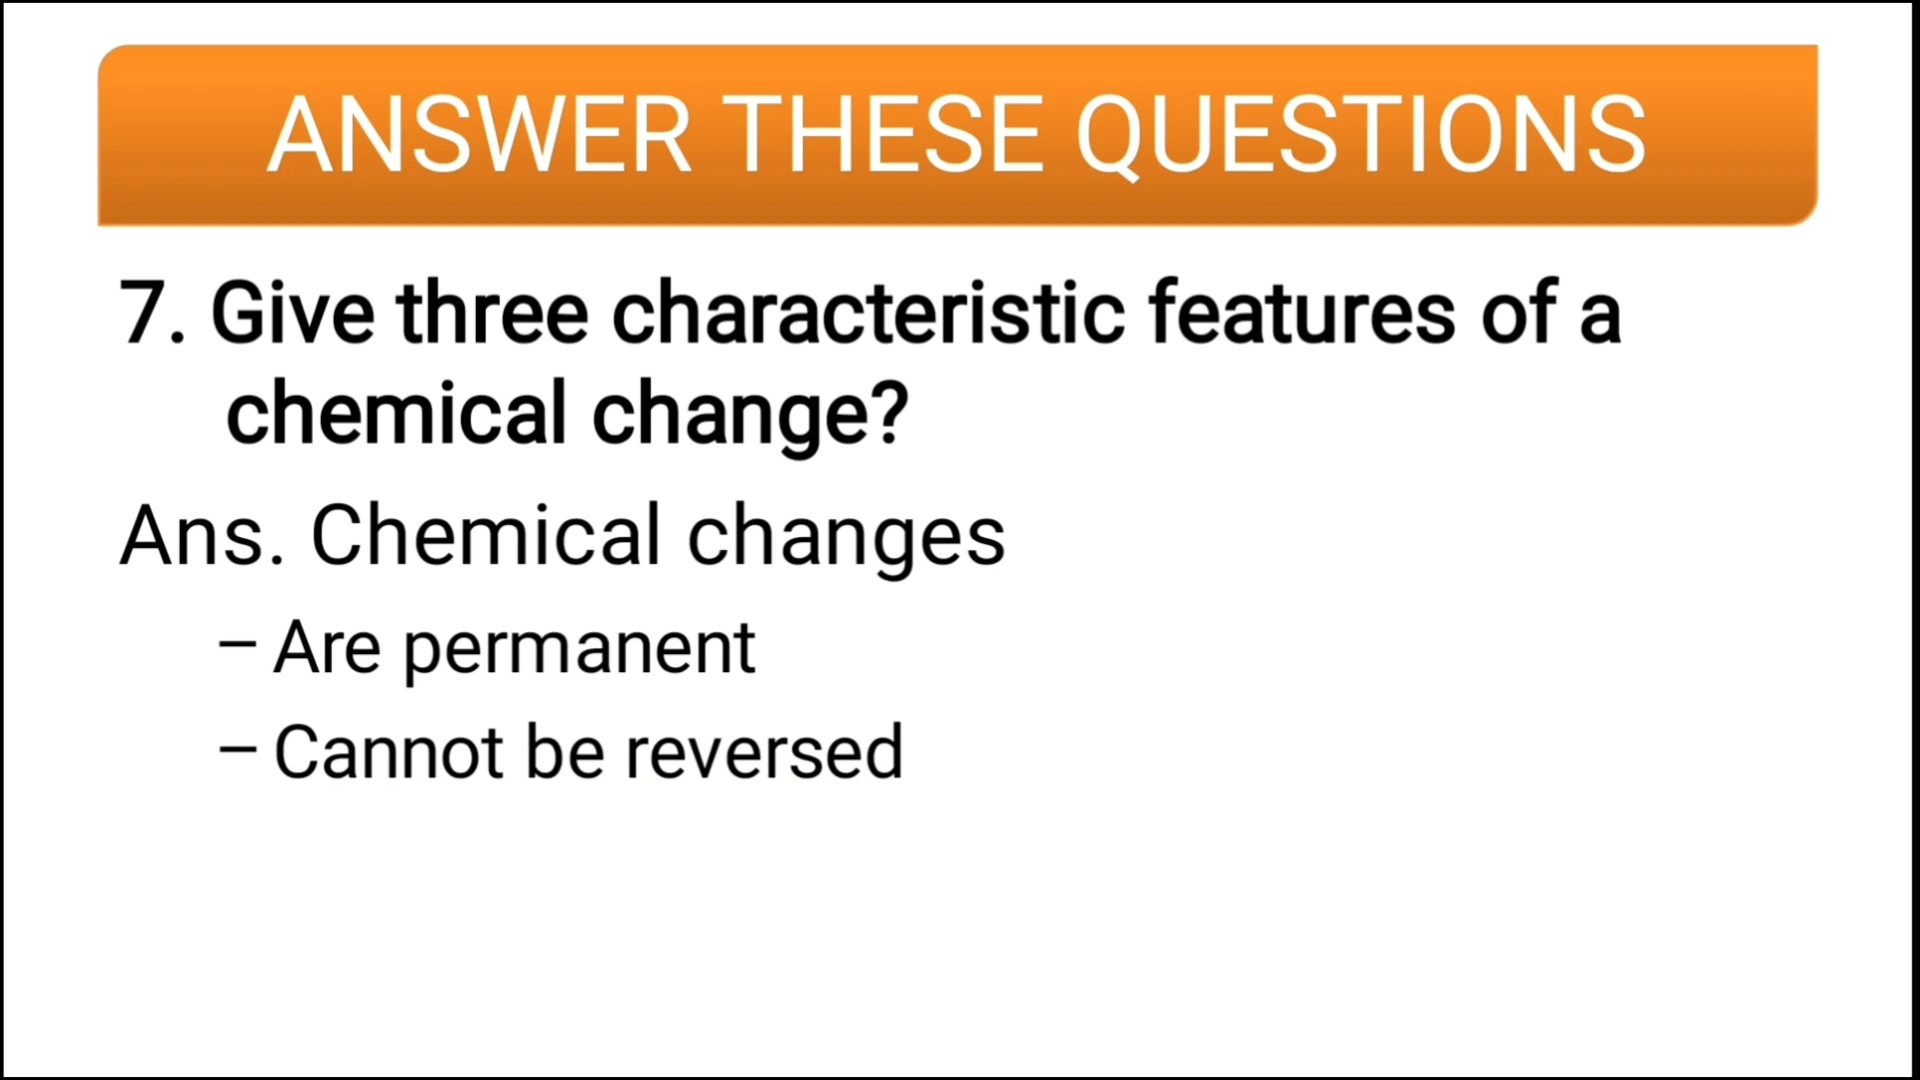 ANSWER THESE QUESTIONS
7. Give three characteristic features of a
chemical change?
Ans. Chemical changes
– Are permanent
– Cannot be reversed